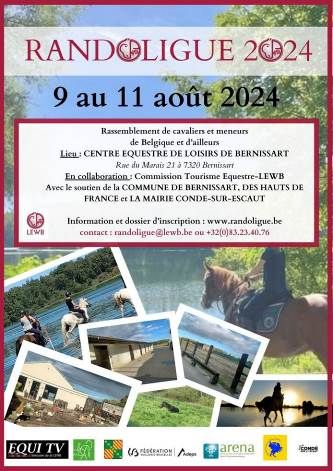 RANDOLIGUE 2024
9 au 11 août 2024
Rassemblement de cavaliers et meneurs
de Belgique et d'ailleurs
Lieu : CENTRE EQUESTRE DE LOISIRS DE BERNISSART
Rue du Marais 21 à 7320 Bernissart
En collaboration : Commission Tourisme Equestre-LEWB
Avec le soutien de la COMMUNE DE BERNISSART, DES HAUTS DE
FRANCE et LA MAIRIE CONDE-SUR-ESCAUT
LEWB
Information et dossier d'inscription : www.randoligue.be
contact : randoligue@lewb.be ou +32(0)83.23.40.76
EQUI TV
FÉDÉRATION
WALLONIE-BRUXELLES
Adeps
arena
CONDÉ